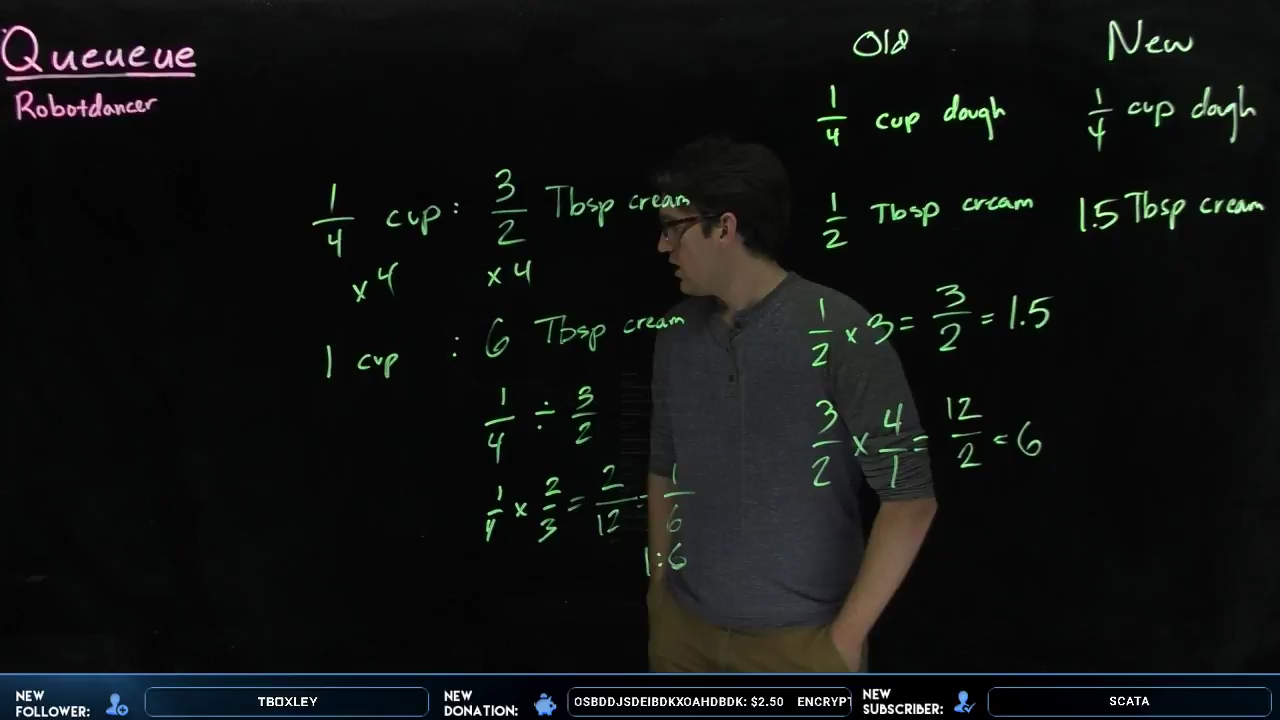 Queueue
Robotdancer
Old
1/4 cup dough
1/2 Tbsp cream
1/2 x 3 = 3/2 = 1.5
3/2 x 4/1 = 12/2 = 6
New
1/4 cup dough
1.5 Tbsp cream
1/4 cup : 3/2 Tbsp cream
x4 x4
1 cup : 6 Tbsp cream
1/4 ÷ 3/2
1/4 x 2/3 = 2/12 = 1/6
1:6
NEW FOLLOWER: TBOXLEY
NEW DONATION: OSBDDJSDEIBDKXOAHDBDK: $2.50 ENCRYPT
NEW SUBSCRIBER: SCATA